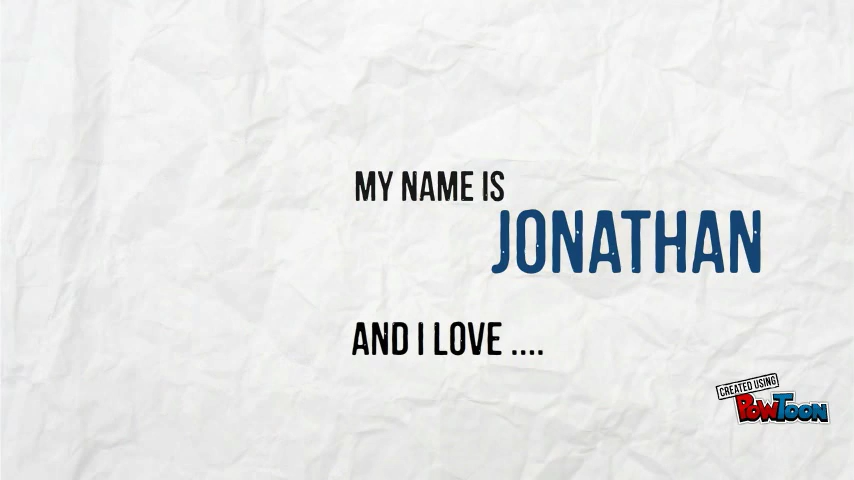 MY NAME IS
JONATHAN
AND I LOVE ....
CREATED USING
POWTOON